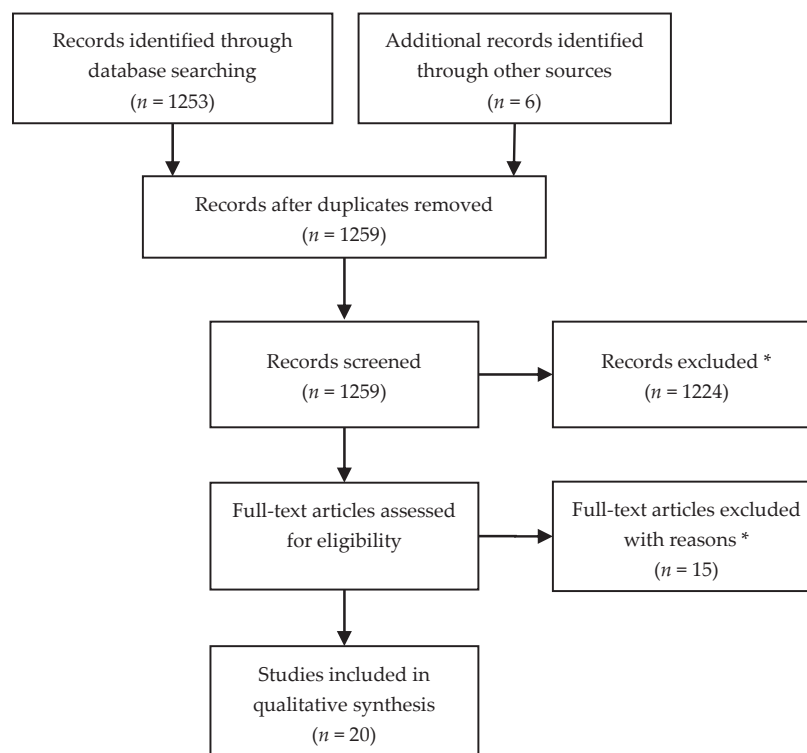 Records identified through
database searching
(n = 1253)
Additional records identified
through other sources
(n = 6)
Records after duplicates removed
(n = 1259)
Records screened
(n = 1259)
Records excluded *
(n = 1224)
Full-text articles assessed
for eligibility
Full-text articles excluded
with reasons *
(n = 15)
Studies included in
qualitative synthesis
(n = 20)